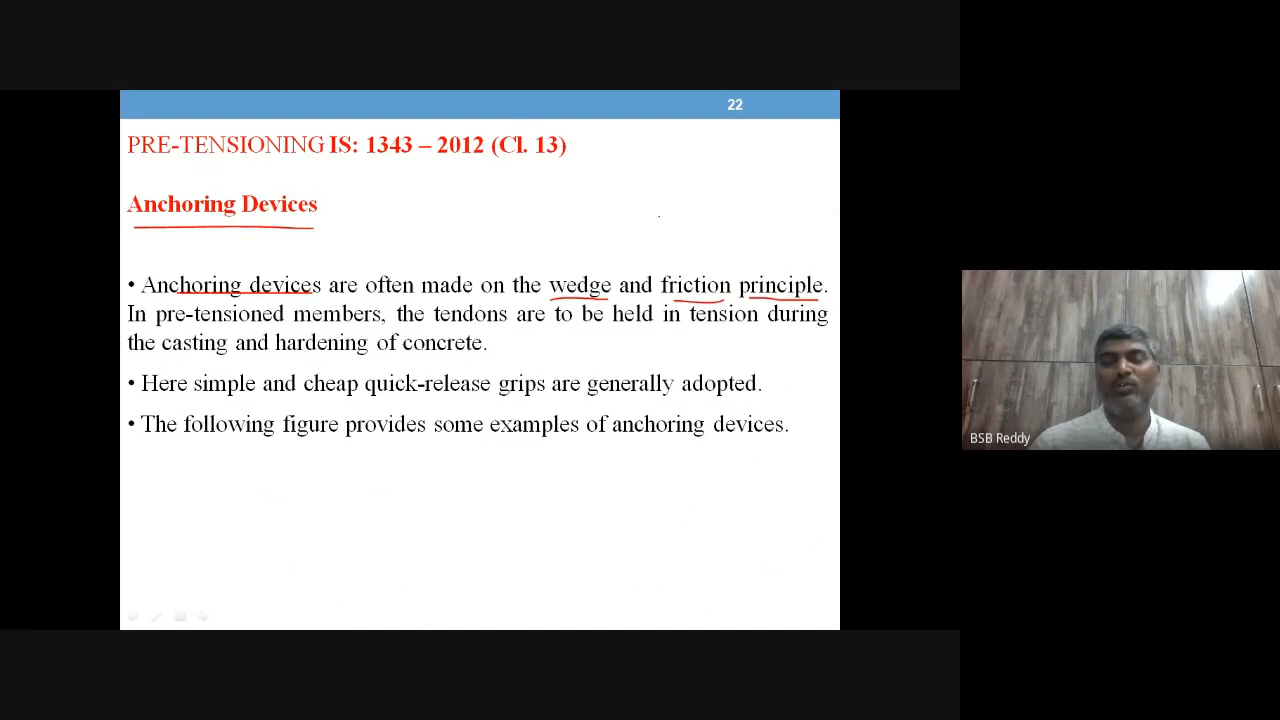 22
PRE-TENSIONING IS: 1343 – 2012 (Cl. 13)
Anchoring Devices
• Anchoring devices are often made on the wedge and friction principle.
In pre-tensioned members, the tendons are to be held in tension during
the casting and hardening of concrete.
• Here simple and cheap quick-release grips are generally adopted.
• The following figure provides some examples of anchoring devices.
BSB Reddy